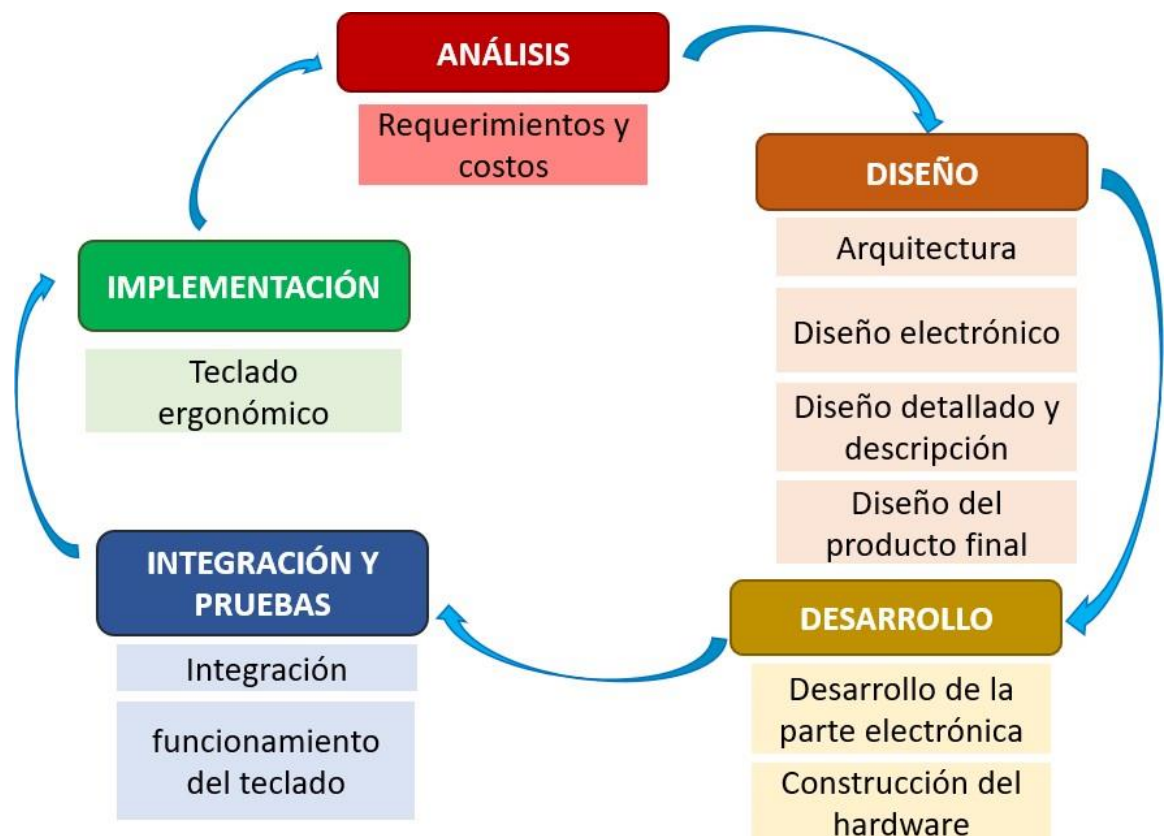 ANÁLISIS
Requerimientos y
costos
DISEÑO
Arquitectura
Diseño electrónico
Diseño detallado y
descripción
Diseño del
producto final
DESARROLLO
Desarrollo de la
parte electrónica
Construcción del
hardware
INTEGRACIÓN Y
PRUEBAS
Integración
funcionamiento
del teclado
IMPLEMENTACIÓN
Teclado
ergonómico